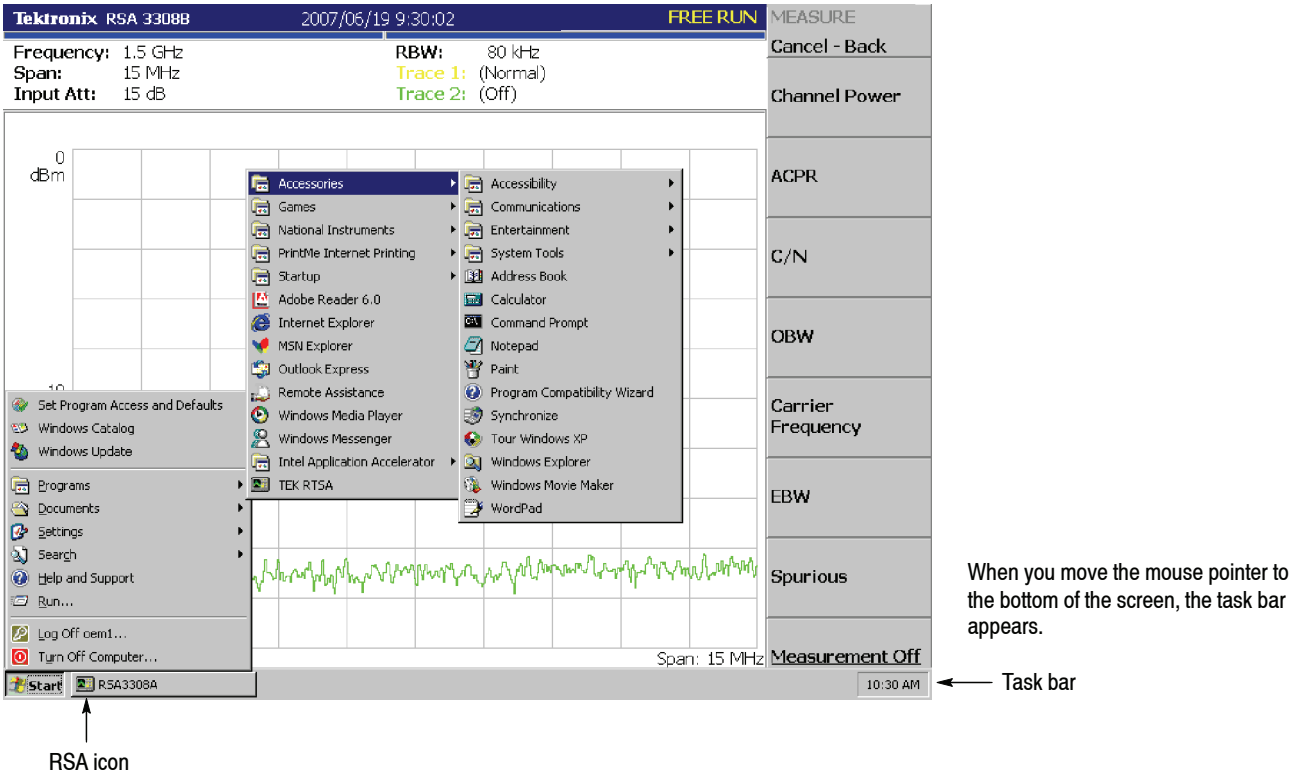 Tektronix RSA 3308B 2007/06/19 9:30:02 FREE RUN
Frequency: 1.5 GHz RBW: 80 kHz
Span: 15 MHz Trace 1: (Normal)
Input Att: 15 dB Trace 2: (Off)
0
dBm
10
Accessories
Games
National Instruments
PrintMe Internet Printing
Startup
Adobe Reader 6.0
Internet Explorer
MSN Explorer
Outlook Express
Remote Assistance
Windows Media Player
Windows Messenger
Intel Application Accelerator
TEK RTSA
Accessibility
Communications
Entertainment
System Tools
Address Book
Calculator
Command Prompt
Notepad
Paint
Program Compatibility Wizard
Synchronize
Tour Windows XP
Windows Explorer
Windows Movie Maker
WordPad
Set Program Access and Defaults
Windows Catalog
Windows Update
Programs
Documents
Settings
Search
Help and Support
Run...
Log Off oem1...
Turn Off Computer...
Span: 15 MHz
Start RSA3308A 10:30 AM
MEASURE
Cancel - Back
Channel Power
ACPR
C/N
OBW
Carrier
Frequency
EBW
Spurious
Measurement Off
When you move the mouse pointer to
the bottom of the screen, the task bar
appears.
Task bar
RSA icon